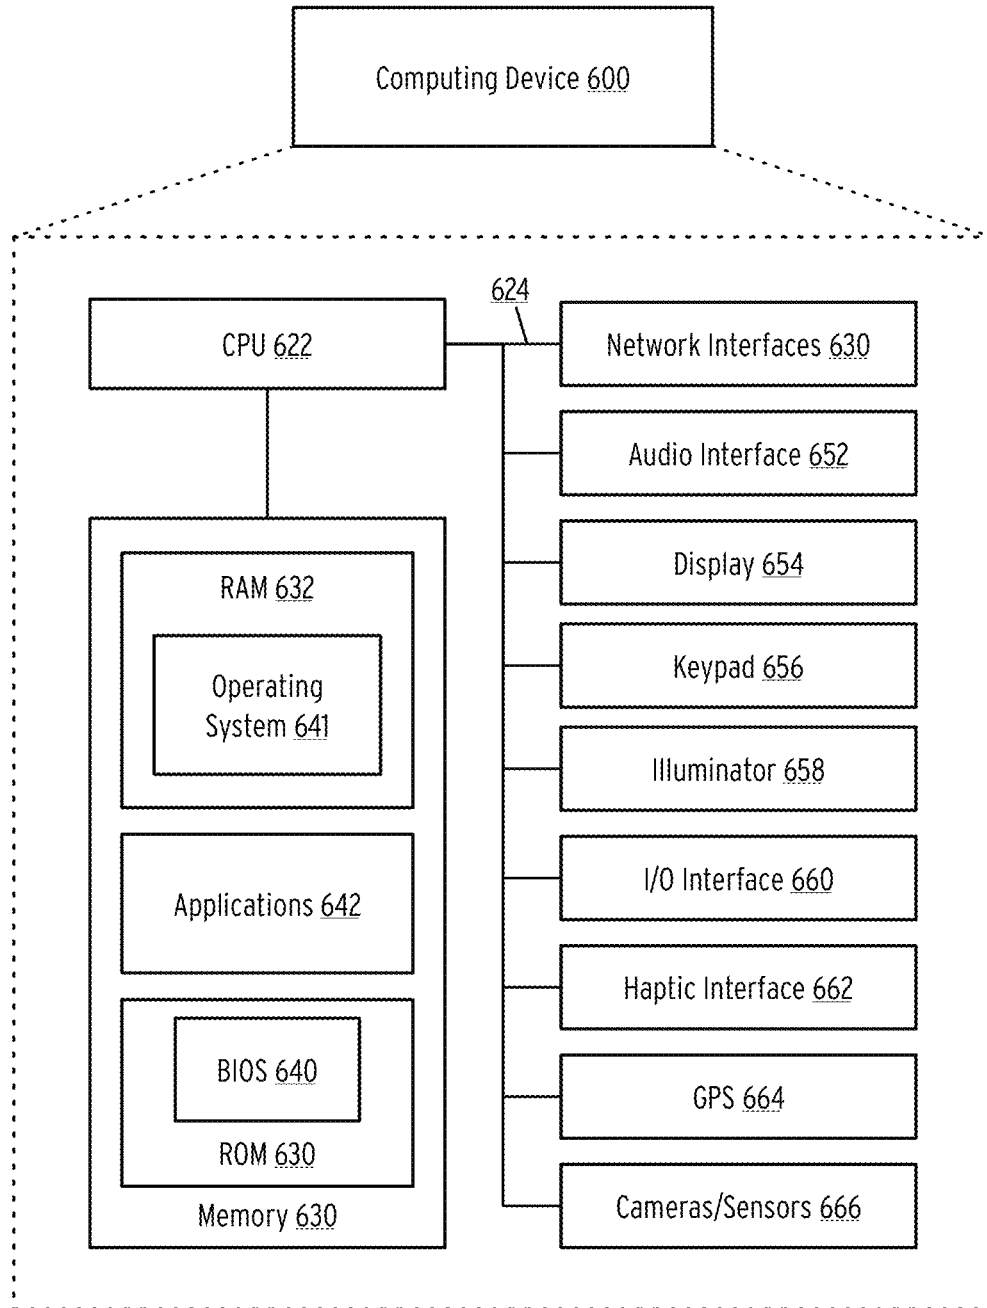 Computing Device 600
624
CPU 622
Network Interfaces 630
Audio Interface 652
Display 654
Keypad 656
Illuminator 658
I/O Interface 660
Haptic Interface 662
GPS 664
Cameras/Sensors 666
RAM 632
Operating
System 641
Applications 642
BIOS 640
ROM 630
Memory 630